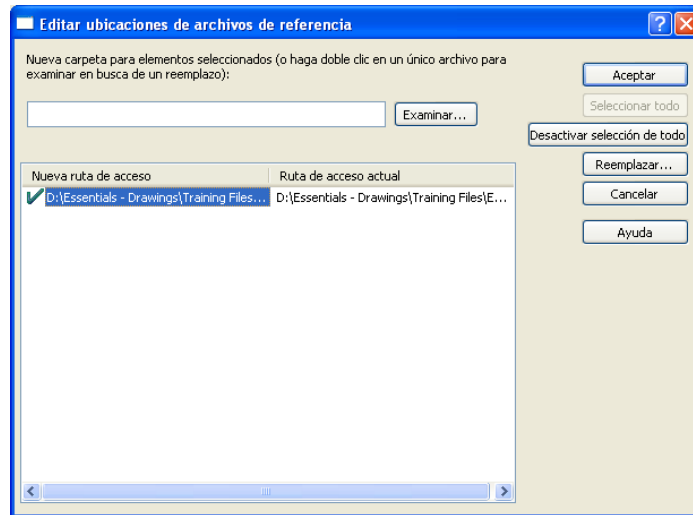 Editar ubicaciones de archivos de referencia
Nueva carpeta para elementos seleccionados (o haga doble clic en un único archivo para
examinar en busca de un reemplazo):
Examinar...
Aceptar
Seleccionar todo
Desactivar selección de todo
Reemplazar...
Cancelar
Ayuda
Nueva ruta de acceso Ruta de acceso actual
D:\Essentials - Drawings\Training Files... D:\Essentials - Drawings\Training Files\E...